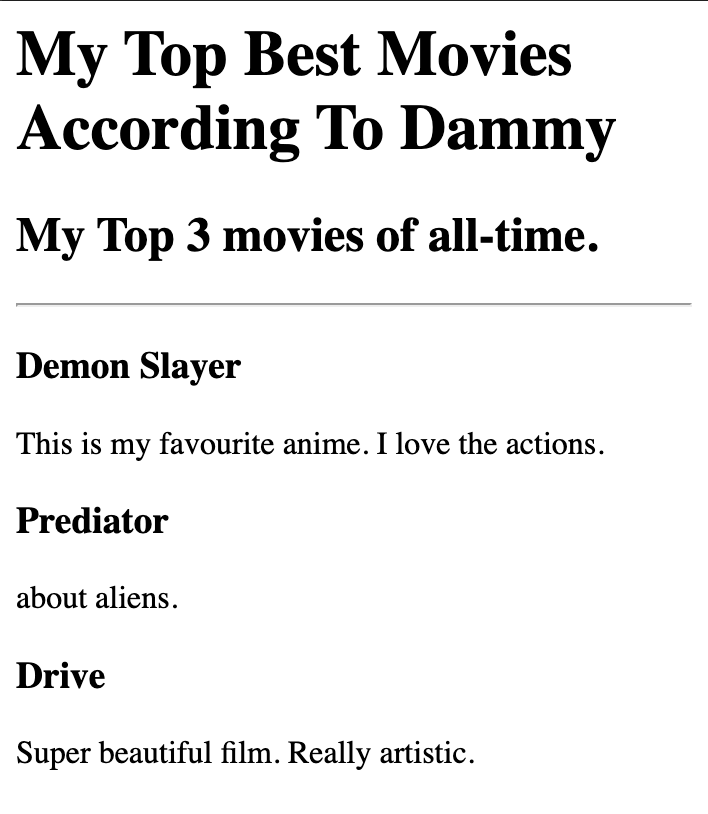 My Top Best Movies
According To Dammy
My Top 3 movies of all-time.
Demon Slayer
This is my favourite anime. I love the actions.
Prediator
about aliens.
Drive
Super beautiful film. Really artistic.